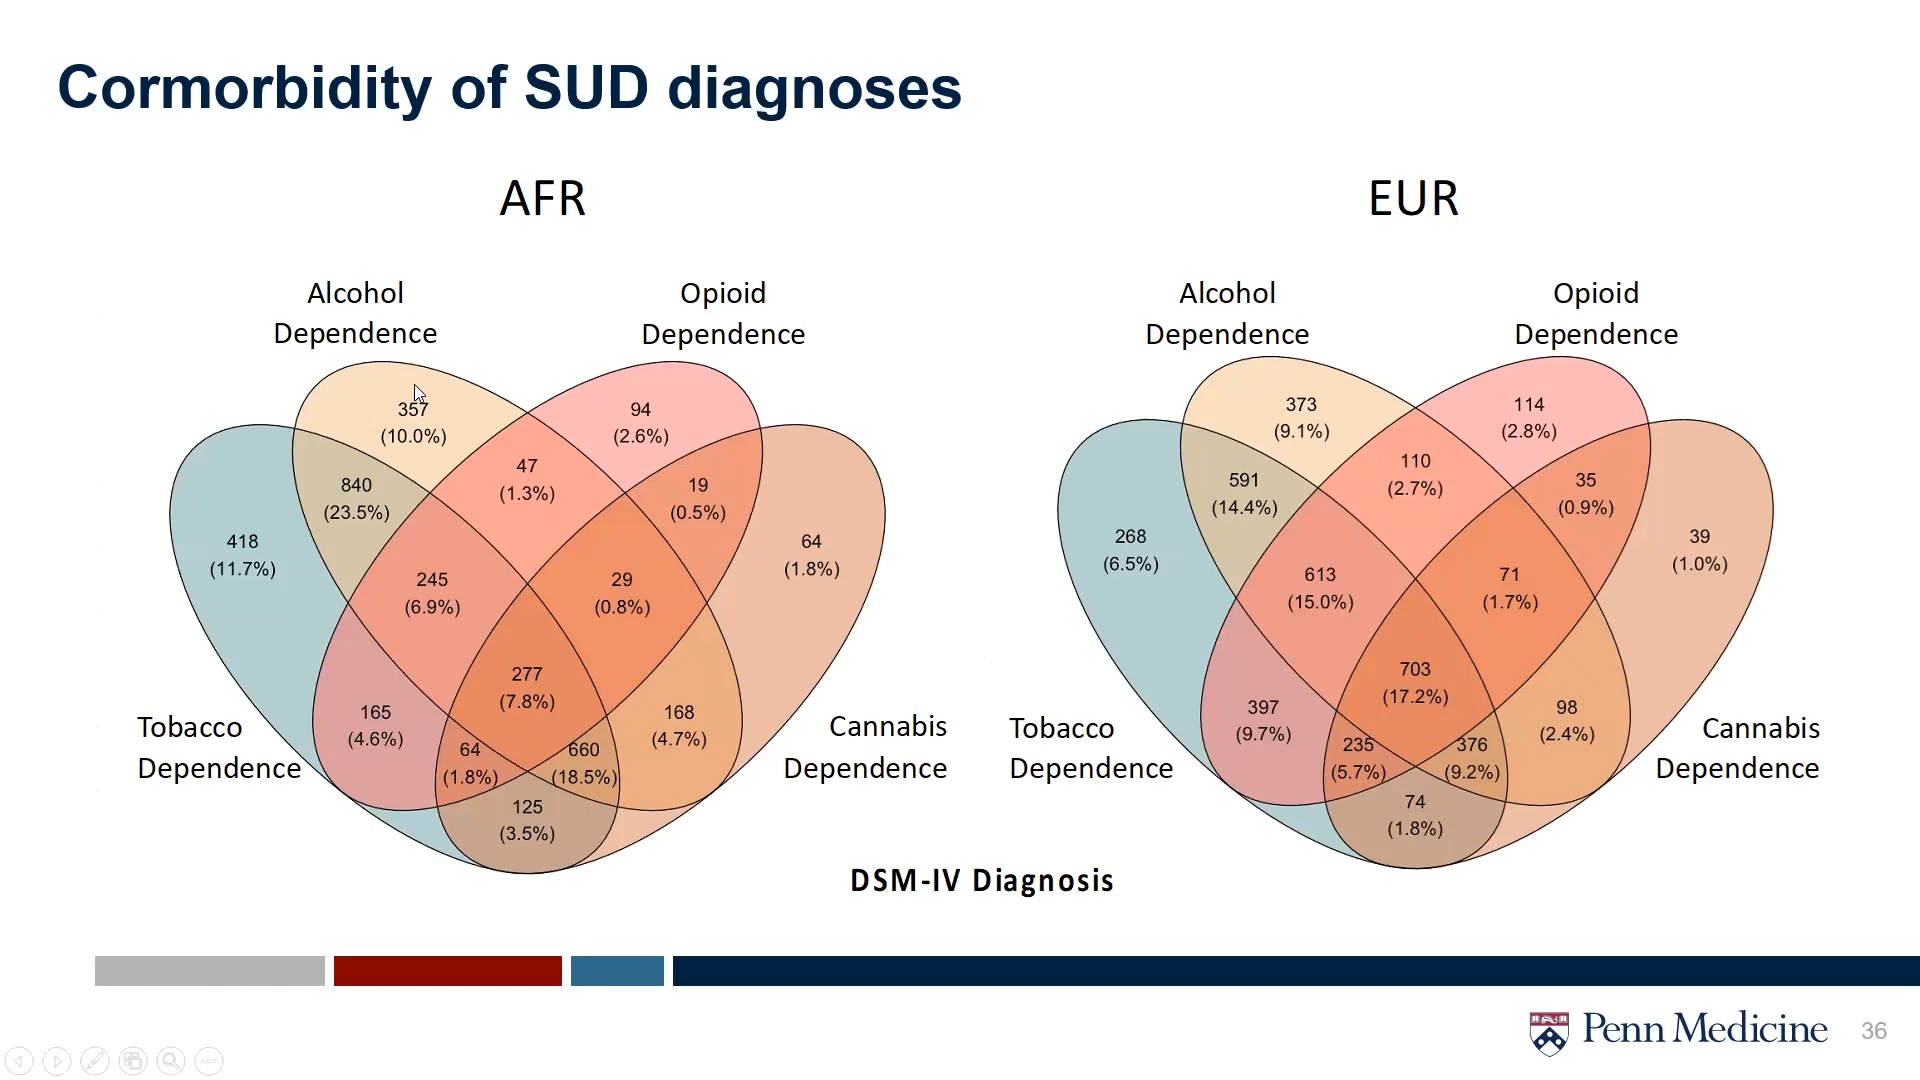 Cormorbidity of SUD diagnoses
AFR
Alcohol
Dependence
Opioid
Dependence
357
(10.0%)
94
(2.6%)
47
(1.3%)
840
(23.5%)
19
(0.5%)
418
(11.7%)
64
(1.8%)
245
(6.9%)
29
(0.8%)
277
(7.8%)
165
(4.6%)
168
(4.7%)
64
(1.8%)
660
(18.5%)
125
(3.5%)
Tobacco
Dependence
Cannabis
Dependence
EUR
Alcohol
Dependence
Opioid
Dependence
373
(9.1%)
114
(2.8%)
110
(2.7%)
591
(14.4%)
35
(0.9%)
268
(6.5%)
39
(1.0%)
613
(15.0%)
71
(1.7%)
703
(17.2%)
397
(9.7%)
98
(2.4%)
235
(5.7%)
376
(9.2%)
74
(1.8%)
Tobacco
Dependence
Cannabis
Dependence
DSM-IV Diagnosis
Penn Medicine
36